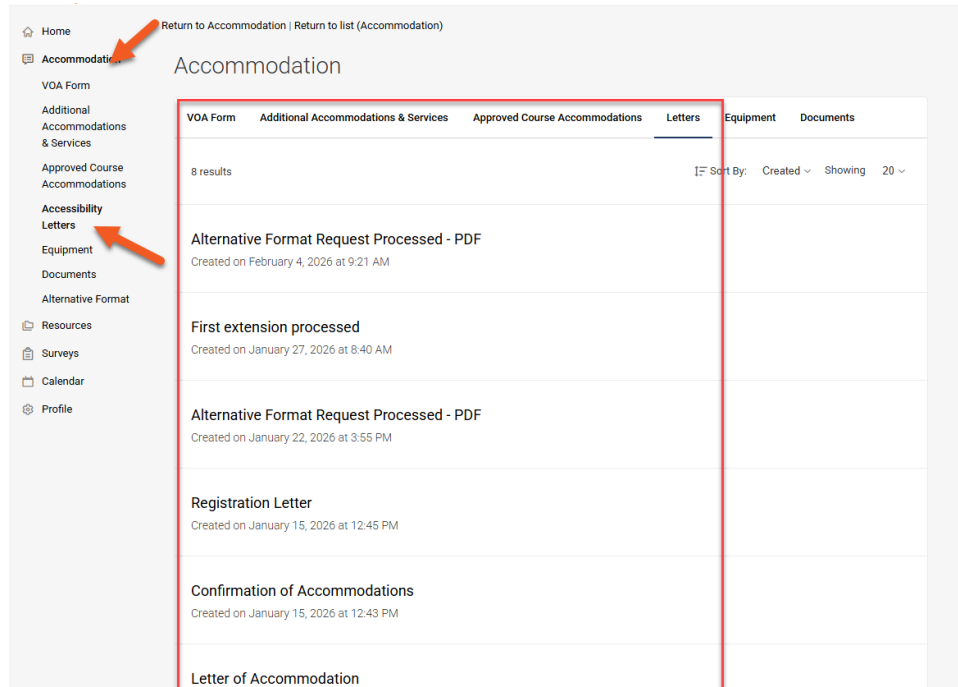 Home
Accommodation
VOA Form
Additional
Accommodations
& Services
Approved Course
Accommodations
Accessibility
Letters
Equipment
Documents
Alternative Format
Resources
Surveys
Calendar
Profile
Return to Accommodation | Return to list (Accommodation)
Accommodation
VOA Form Additional Accommodations & Services Approved Course Accommodations Letters Equipment Documents
8 results Sort By: Created Showing 20
Alternative Format Request Processed - PDF
Created on February 4, 2026 at 9:21 AM
First extension processed
Created on January 27, 2026 at 8:40 AM
Alternative Format Request Processed - PDF
Created on January 22, 2026 at 3:55 PM
Registration Letter
Created on January 15, 2026 at 12:45 PM
Confirmation of Accommodations
Created on January 15, 2026 at 12:43 PM
Letter of Accommodation